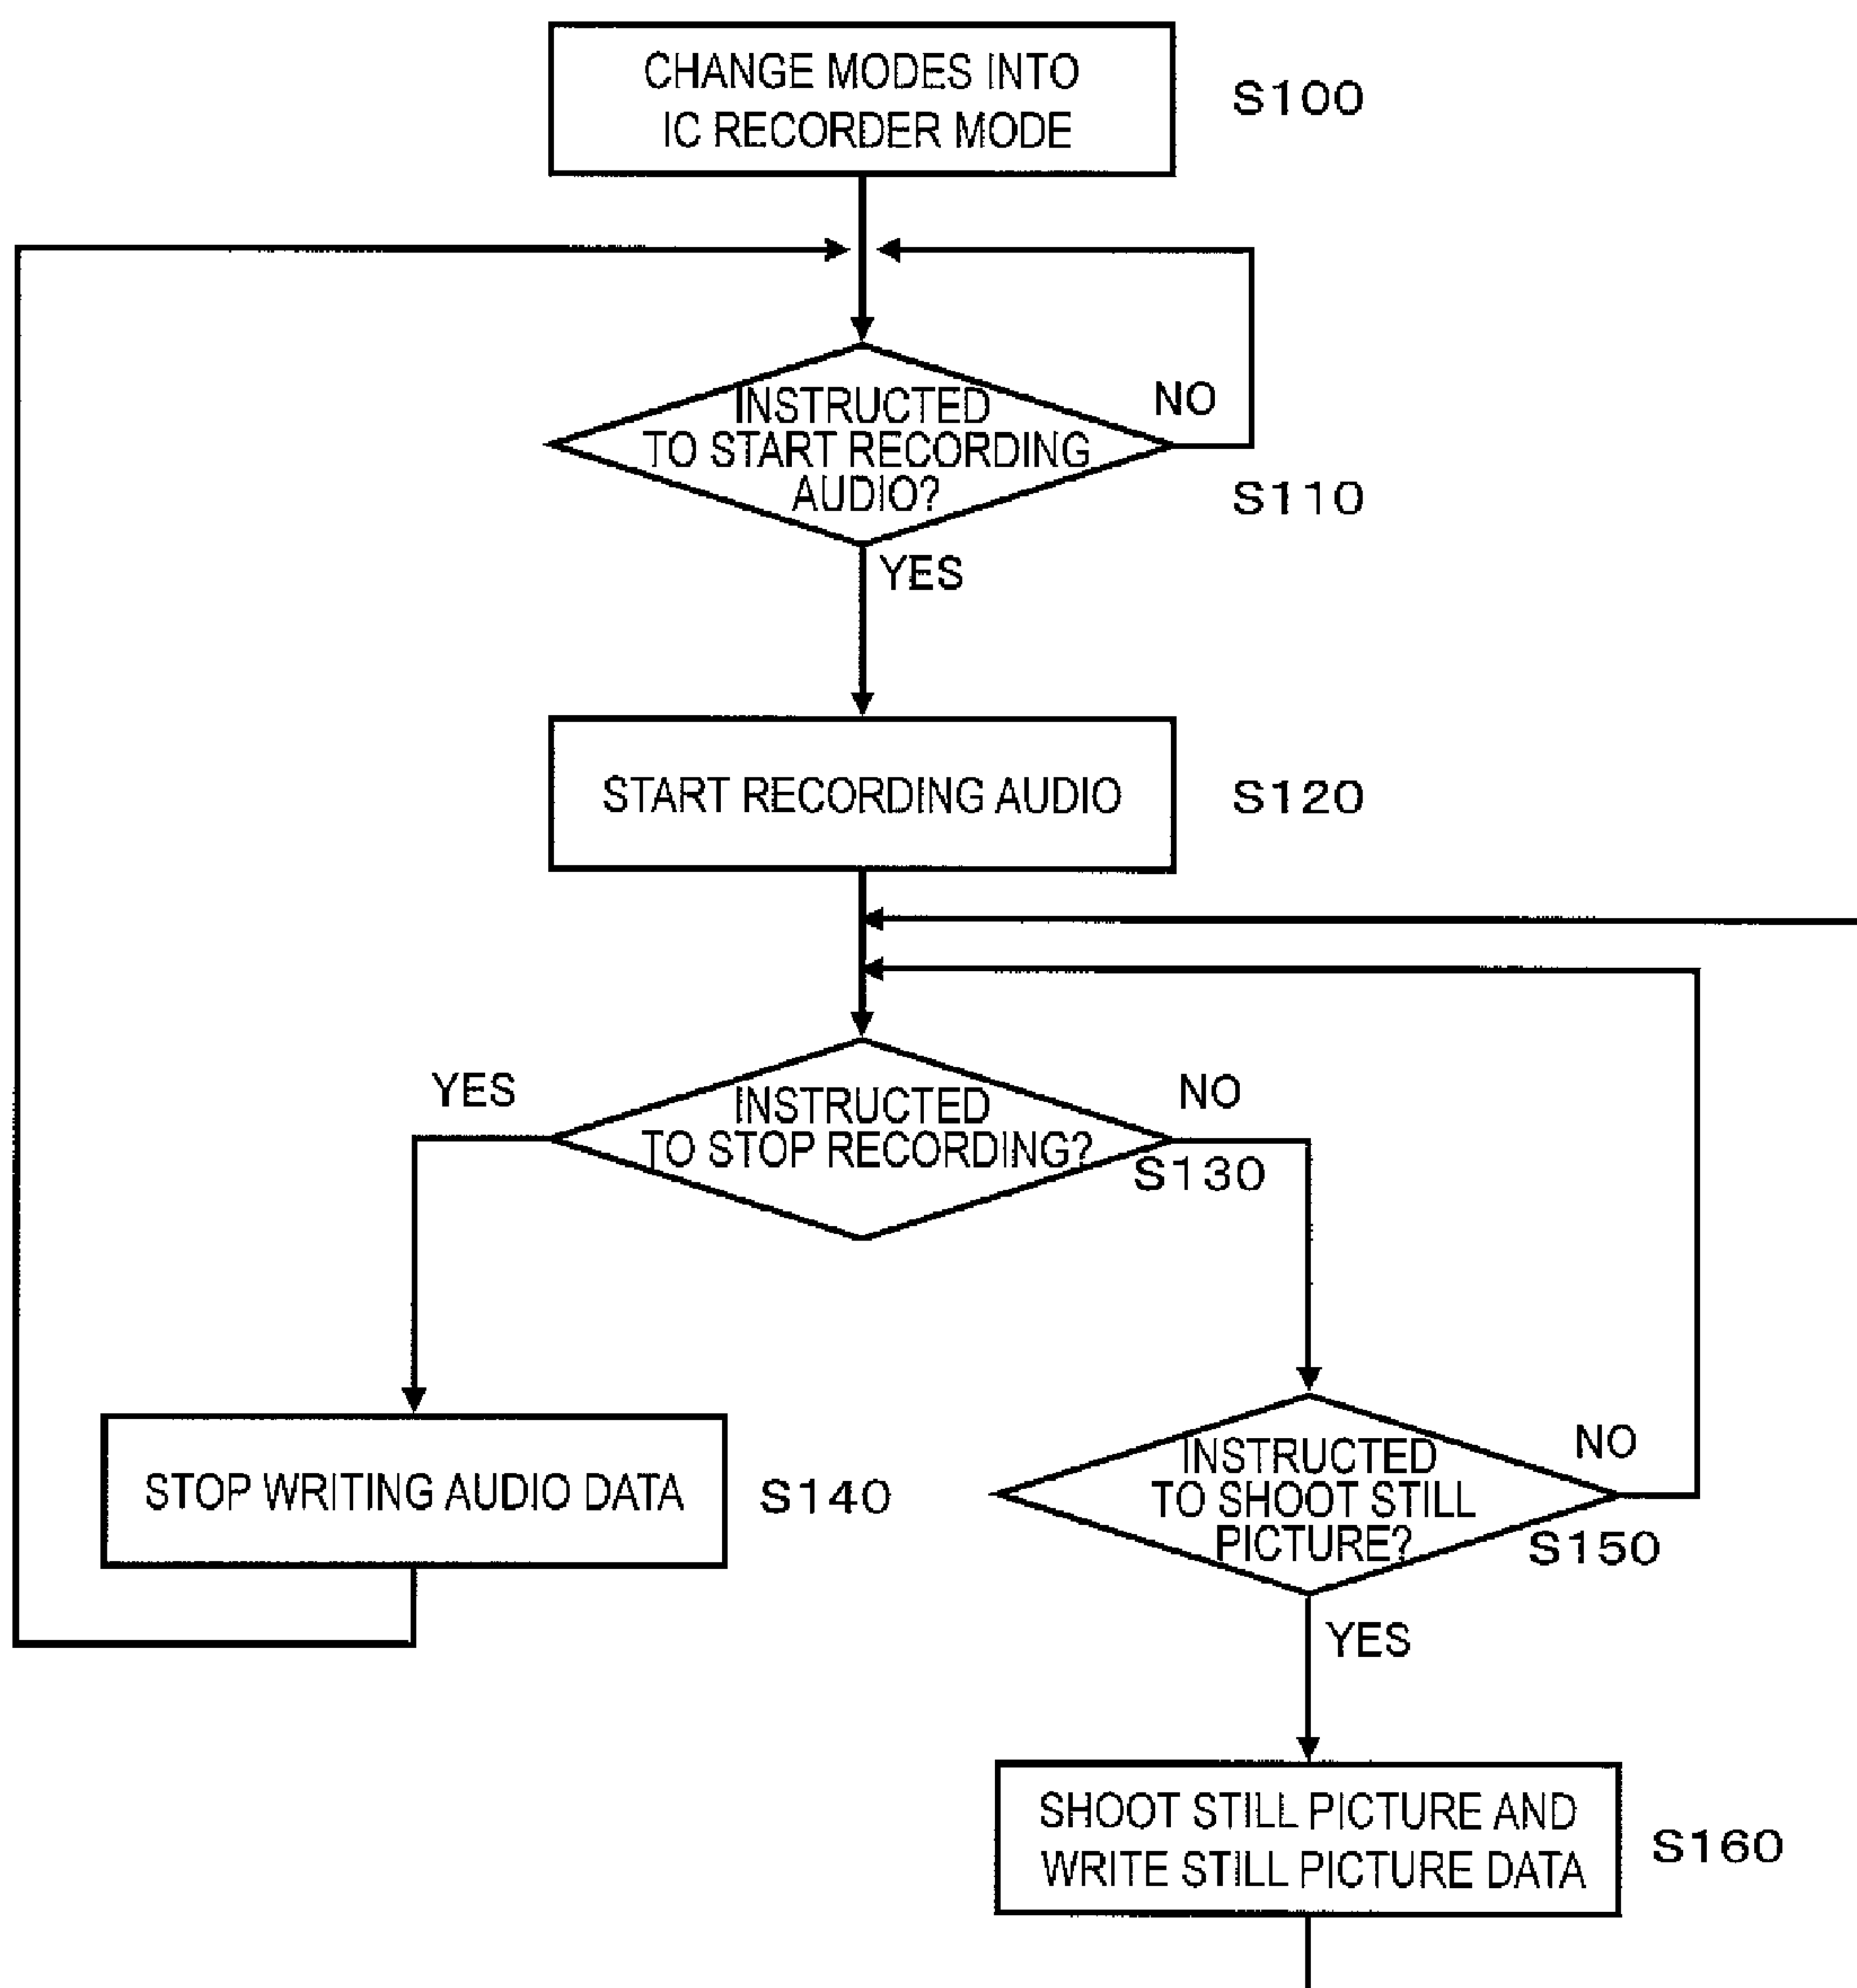 CHANGE MODES INTO
IC RECORDER MODE
S100
INSTRUCTED
TO START RECORDING
AUDIO?
NO
S110
YES
START RECORDING AUDIO
S120
YES
INSTRUCTED
TO STOP RECORDING?
NO
S130
STOP WRITING AUDIO DATA
S140
INSTRUCTED
TO SHOOT STILL
PICTURE?
NO
S150
YES
SHOOT STILL PICTURE AND
WRITE STILL PICTURE DATA
S160